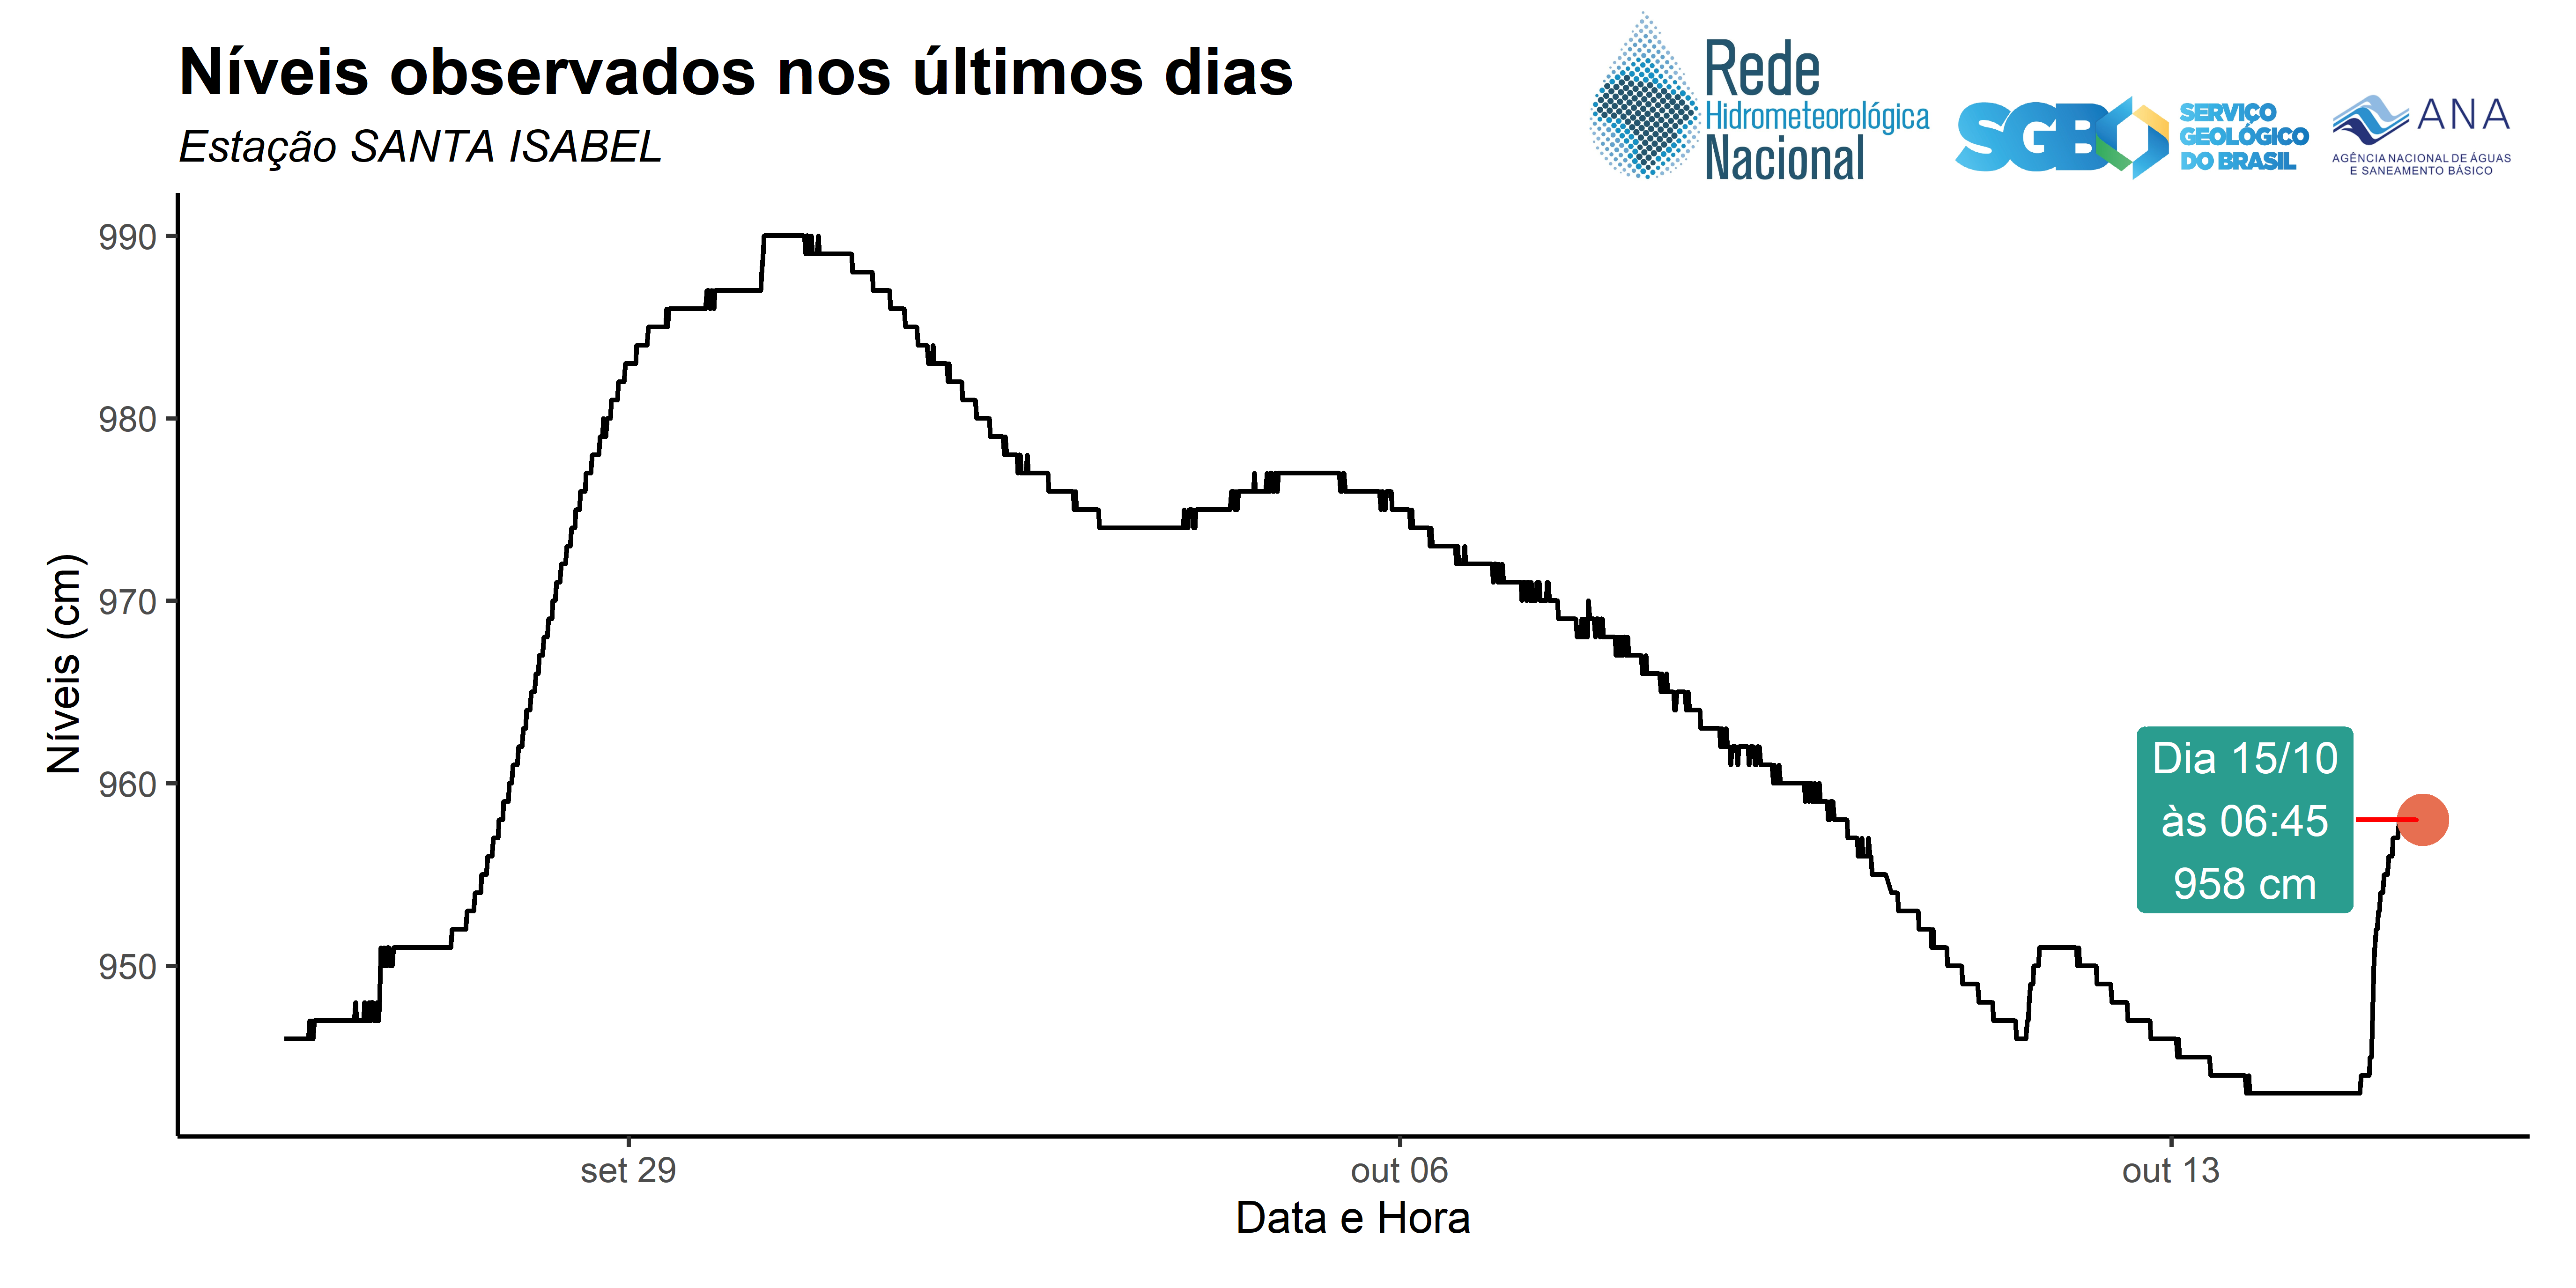 Níveis observados nos últimos dias
Estação SANTA ISABEL
Rede
Hidrometeorológica
Nacional
SGB
SERVIÇO
GEOLÓGICO
DO BRASIL
ANA
AGÊNCIA NACIONAL DE ÁGUAS
E SANEAMENTO BÁSICO
Níveis (cm)
990
980
970
960
950
Dia 15/10
às 06:45
958 cm
set 29
out 06
out 13
Data e Hora